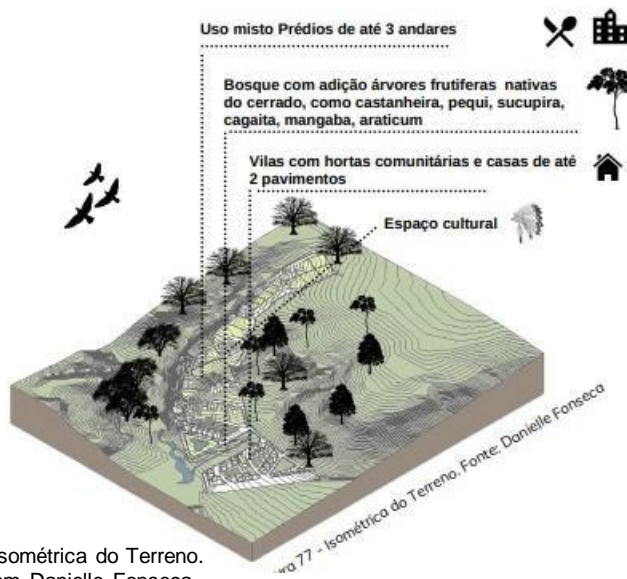 Uso misto Prédios de até 3 andares
Bosque com adição árvores frutiferas nativas
do cerrado, como castanheira, pequi, sucupira,
cagaita, mangaba, araticum
Vilas com hortas comunitárias e casas de até
2 pavimentos
Espaço cultural
77 - Isométrica do Terreno. Fonte: Danielle Fonseca
sométrica do Terreno.
Danielle Fonseca